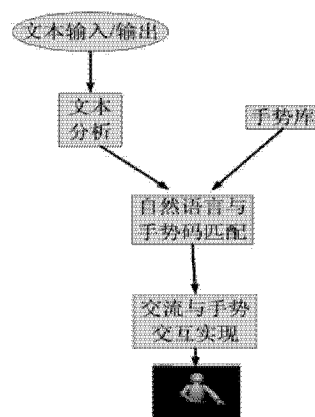 文本输入/输出
文本
分析
手势库
自然语言与
手势码匹配
交流与手势
交互实现